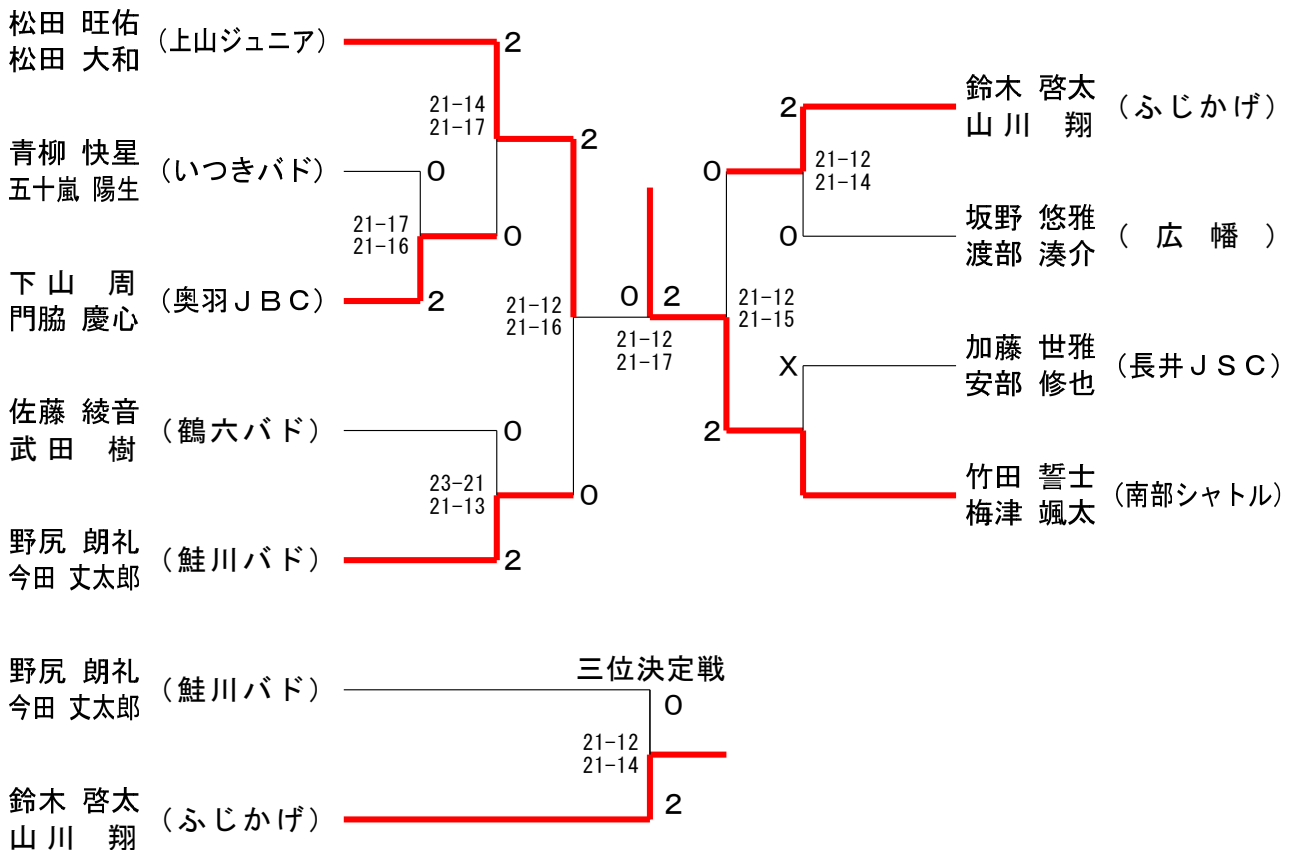 松田 旺佑
松田 大和
(上山ジュニア)
2
21-14
21-17
2
青柳 快星
五十嵐 陽生
(いつきバド)
0
21-17
21-16
0
下山 周
門脇 慶心
(奥羽ＪＢＣ)
2
21-12
21-16
佐藤 綾音
武田 樹
(鶴六バド)
0
23-21
21-13
0
野尻 朗礼
今田 丈太郎
(鮭川バド)
2
0 2
21-12
21-17
鈴木 啓太
山川 翔
(ふじかげ)
2
0
21-12
21-14
坂野 悠雅
渡部 湊介
(広幡)
0
21-12
21-15
加藤 世雅
安部 修也
(長井ＪＳＣ)
X
2
竹田 誓士
梅津 颯太
(南部シャトル)
三位決定戦
野尻 朗礼
今田 丈太郎
(鮭川バド)
0
21-12
21-14
鈴木 啓太
山川 翔
(ふじかげ)
2